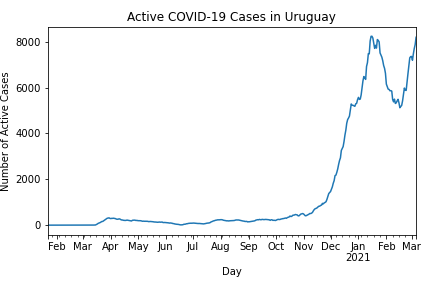 Active COVID-19 Cases in Uruguay
8000
6000
4000
2000
0
Number of Active Cases
Feb Mar Apr May Jun Jul Aug Sep Oct Nov Dec Jan Feb Mar
2021
Day